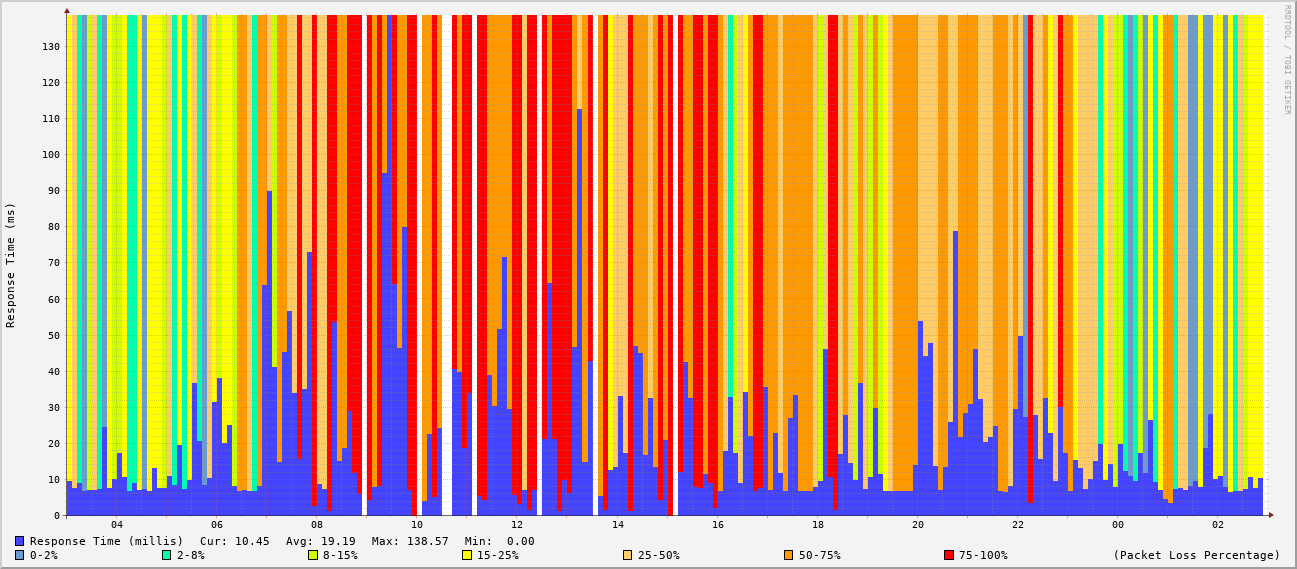 RRDTOOL / TOBI OETIKER
Response Time (ms)
130
120
110
100
90
80
70
60
50
40
30
20
10
0
04 06 08 10 12 14 16 18 20 22 00 02
Response Time (millis) Cur: 10.45 Avg: 19.19 Max: 138.57 Min: 0.00
0-2% 2-8% 8-15% 15-25% 25-50% 50-75% 75-100% (Packet Loss Percentage)